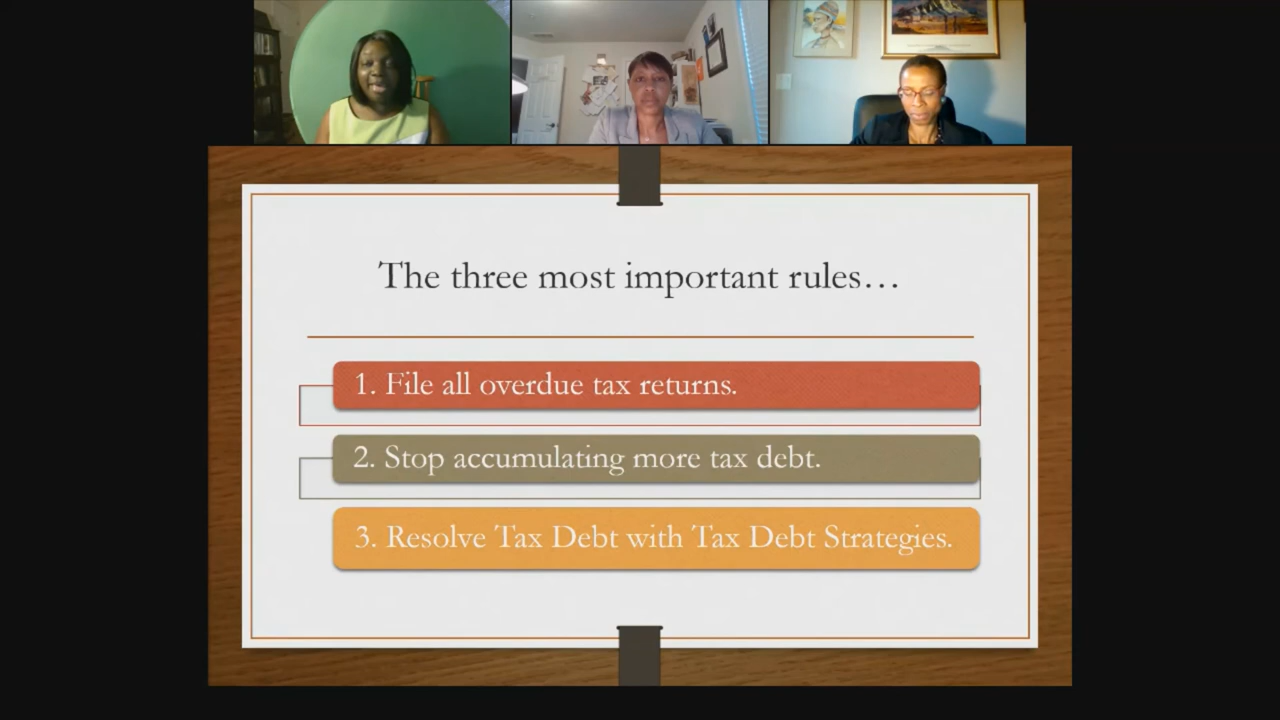 The three most important rules…
1. File all overdue tax returns.
2. Stop accumulating more tax debt.
3. Resolve Tax Debt with Tax Debt Strategies.